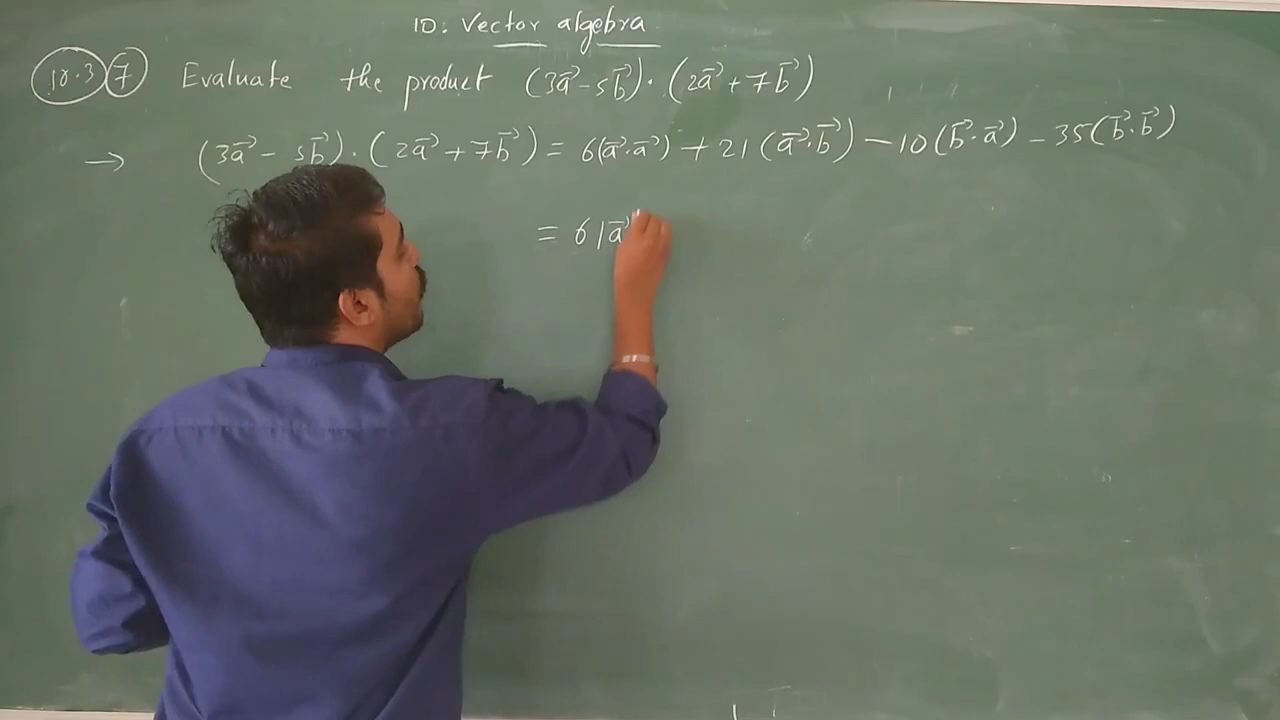 10. Vector algebra
10.3 7 Evaluate the product (3a⃗ - 5b⃗) · (2a⃗ + 7b⃗)
→ (3a⃗ - 5b⃗) · (2a⃗ + 7b⃗) = 6(a⃗·a⃗) + 21(a⃗·b⃗) - 10(b⃗·a⃗) - 35(b⃗·b⃗)
= 6|a⃗